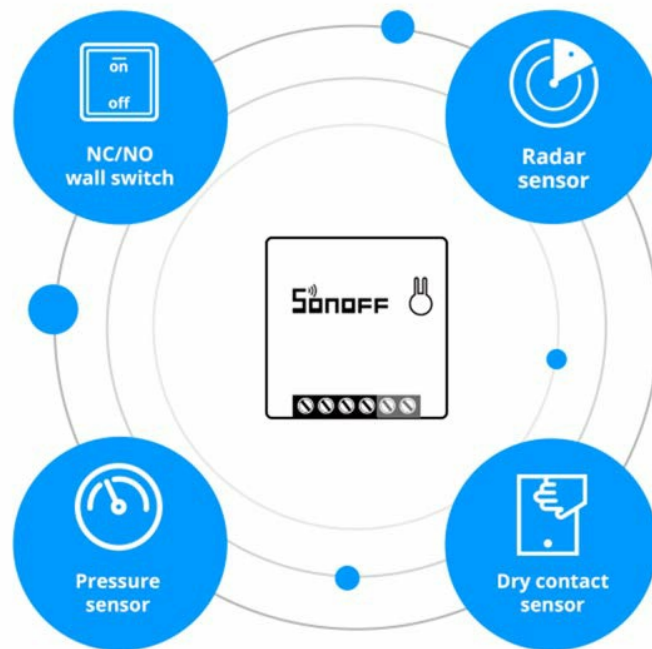 on
off
NC/NO
wall switch
Radar
sensor
SONOFF
Pressure
sensor
Dry contact
sensor